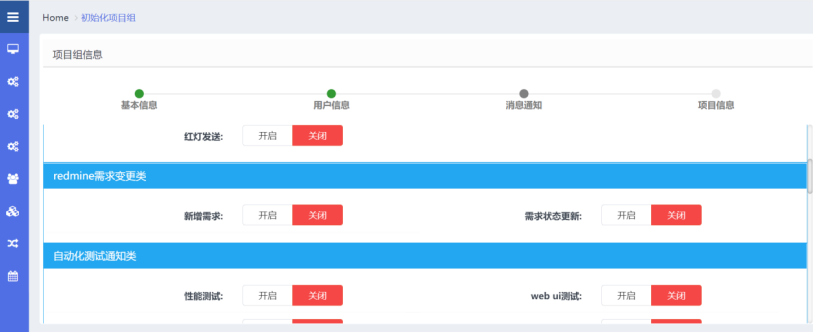 Home > 初始化项目组
项目组信息
基本信息 用户信息 消息通知 项目信息
红灯发送: 开启 关闭
redmine需求变更类
新增需求: 开启 关闭 需求状态更新: 开启 关闭
自动化测试通知类
性能测试: 开启 关闭 web ui测试: 开启 关闭